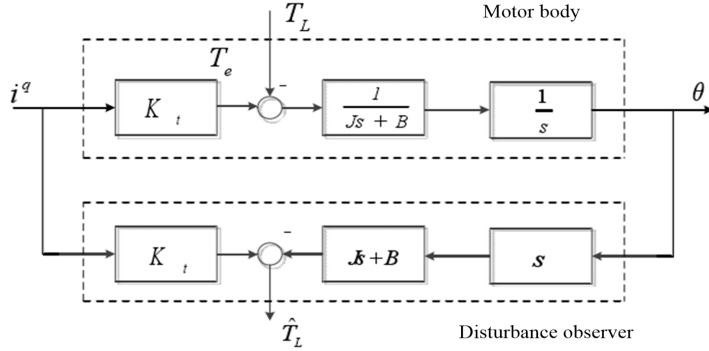 Motor body
T_L
T_e
i^q
K_t
-
1/(Js + B)
1/s
θ
-
K_t
Js+B
s
T̂_L
Disturbance observer